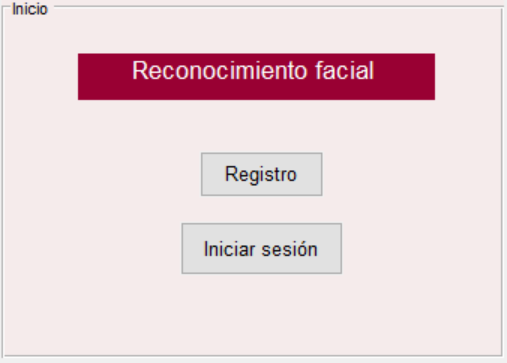 Inicio
Reconocimiento facial
Registro
Iniciar sesión